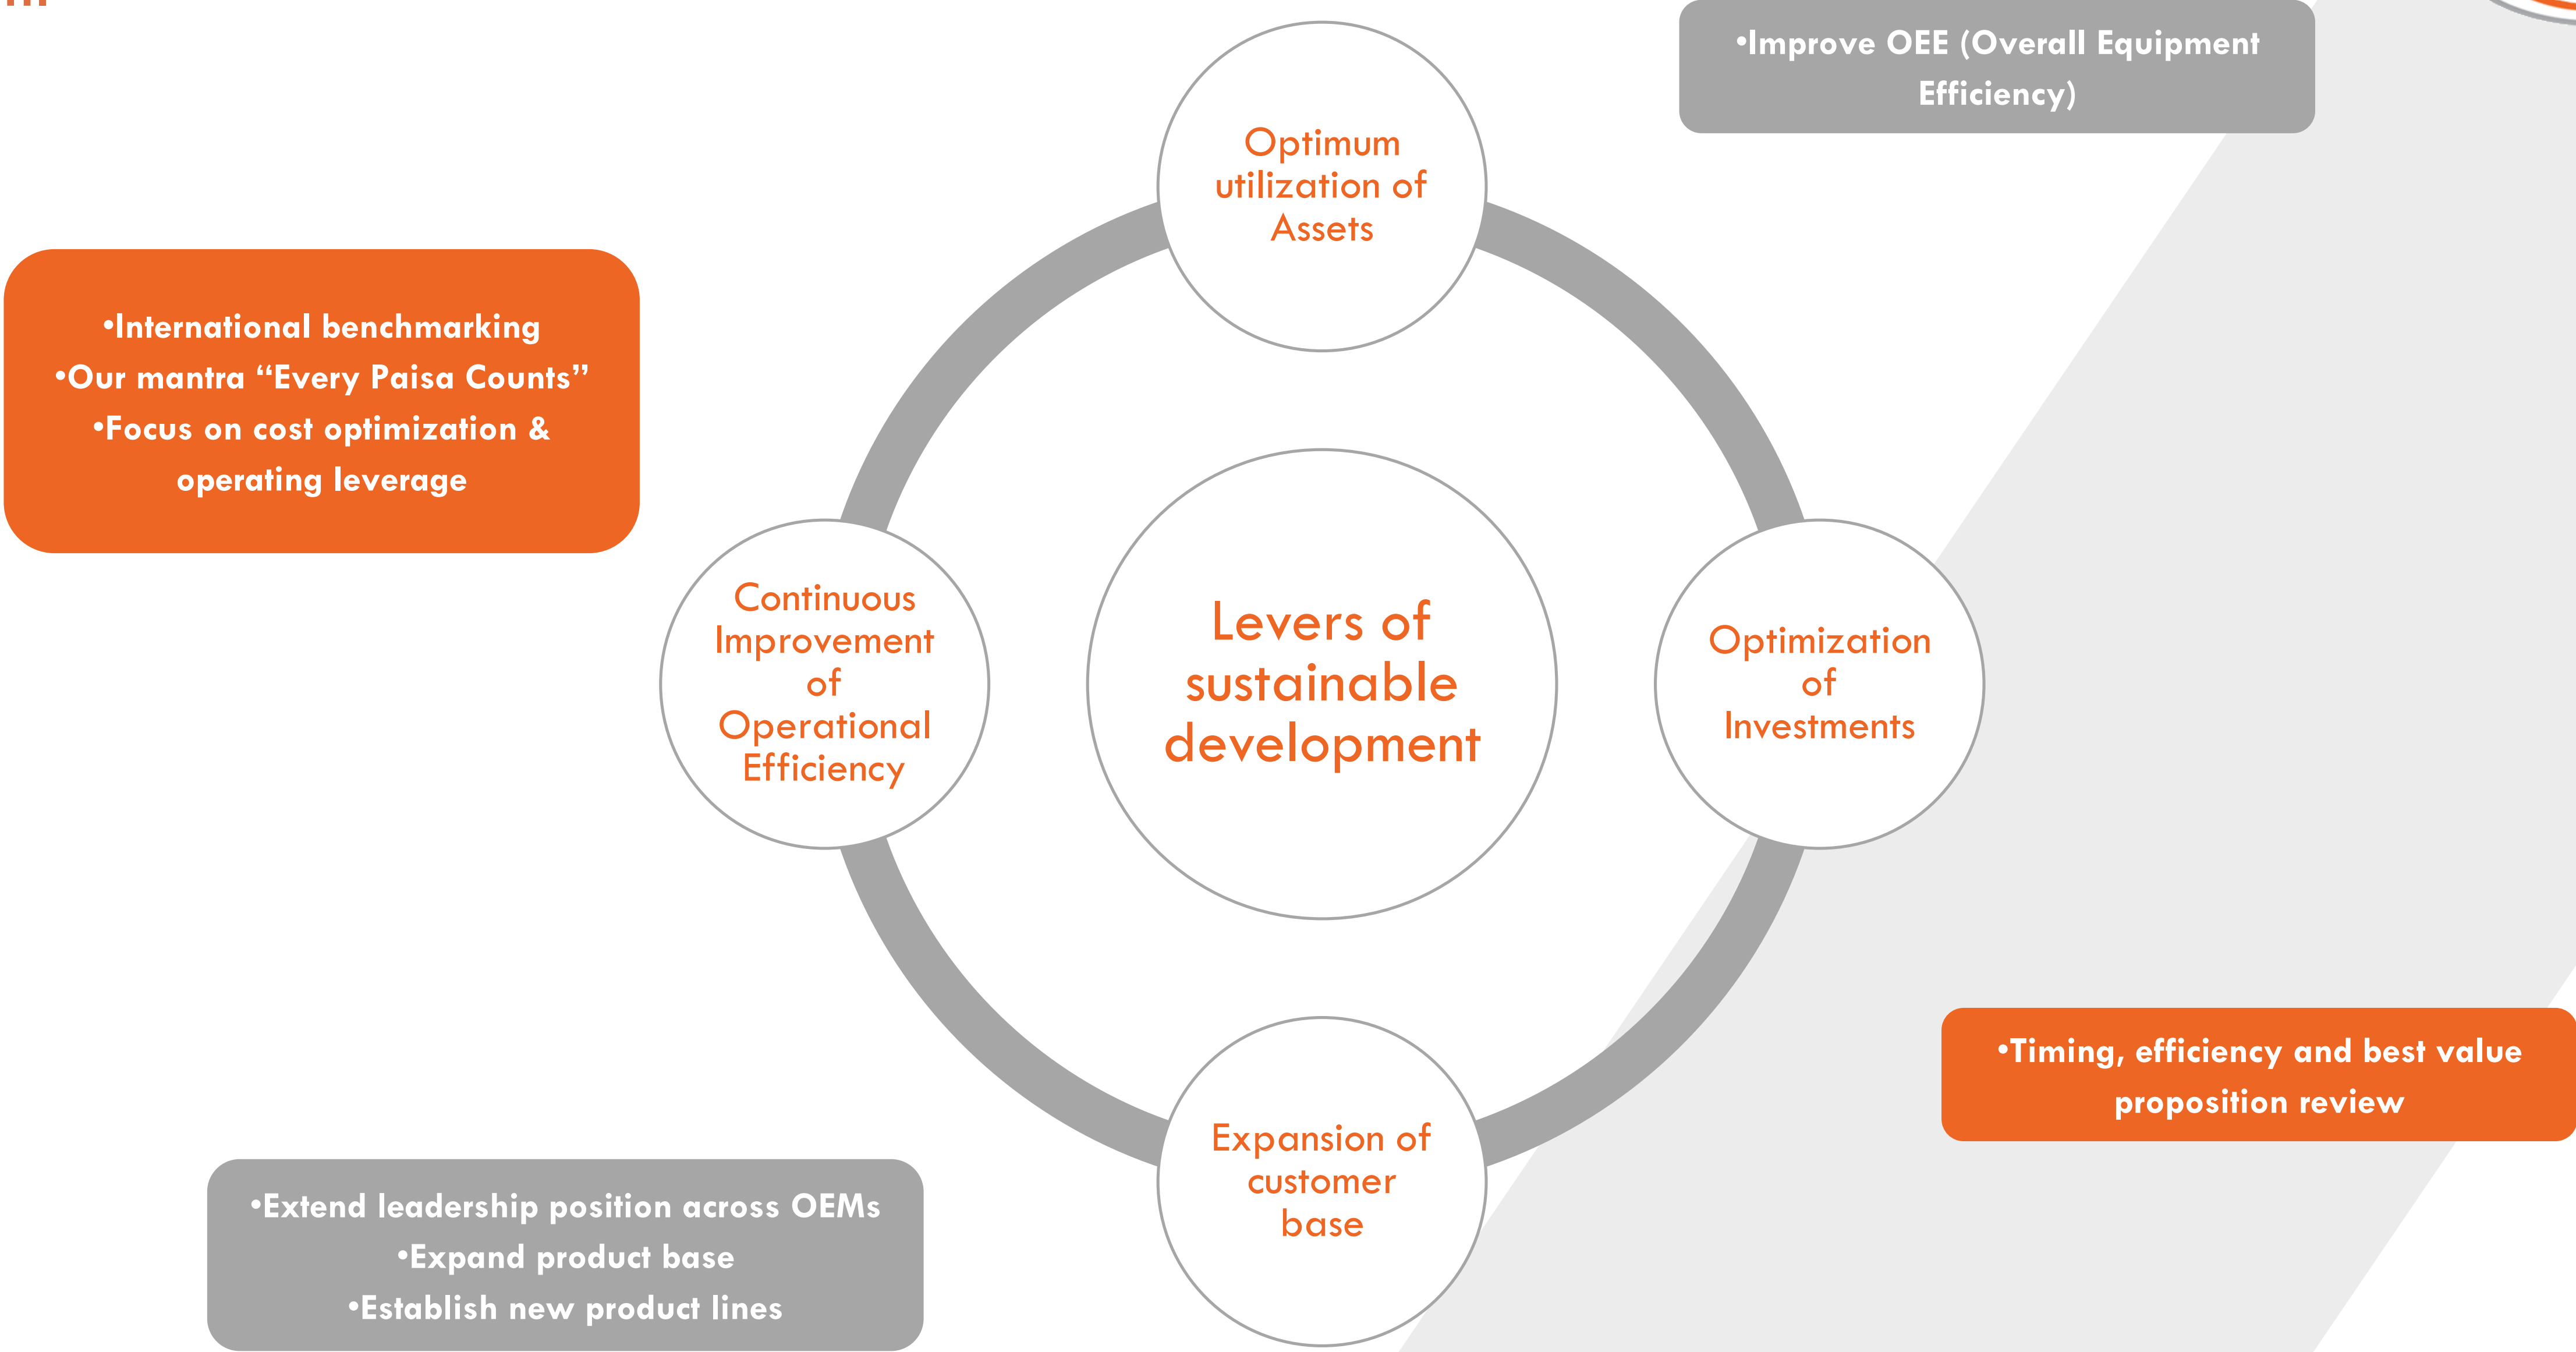 •Improve OEE (Overall Equipment
Efficiency)
Optimum
utilization of
Assets
•International benchmarking
•Our mantra “Every Paisa Counts”
•Focus on cost optimization &
operating leverage
Continuous
Improvement
of
Operational
Efficiency
Levers of
sustainable
development
Optimization
of
Investments
•Timing, efficiency and best value
proposition review
Expansion of
customer
base
•Extend leadership position across OEMs
•Expand product base
•Establish new product lines